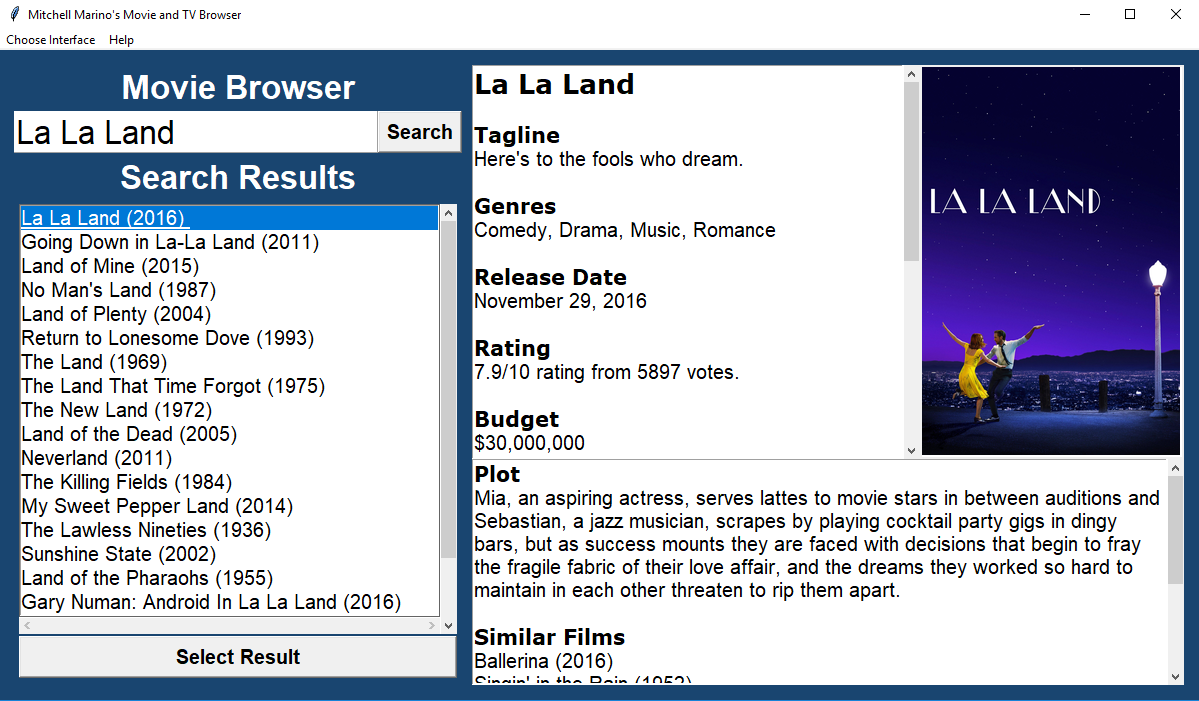 Mitchell Marino's Movie and TV Browser
Choose Interface Help
Movie Browser
La La Land Search
Search Results
La La Land (2016)
Going Down in La-La Land (2011)
Land of Mine (2015)
No Man's Land (1987)
Land of Plenty (2004)
Return to Lonesome Dove (1993)
The Land (1969)
The Land That Time Forgot (1975)
The New Land (1972)
Land of the Dead (2005)
Neverland (2011)
The Killing Fields (1984)
My Sweet Pepper Land (2014)
The Lawless Nineties (1936)
Sunshine State (2002)
Land of the Pharaohs (1955)
Gary Numan: Android In La La Land (2016)
Select Result
La La Land
Tagline
Here's to the fools who dream.
Genres
Comedy, Drama, Music, Romance
Release Date
November 29, 2016
Rating
7.9/10 rating from 5897 votes.
Budget
$30,000,000
LA LA LAND
Plot
Mia, an aspiring actress, serves lattes to movie stars in between auditions and
Sebastian, a jazz musician, scrapes by playing cocktail party gigs in dingy
bars, but as success mounts they are faced with decisions that begin to fray
the fragile fabric of their love affair, and the dreams they worked so hard to
maintain in each other threaten to rip them apart.
Similar Films
Ballerina (2016)
Singin' in the Rain (1952)